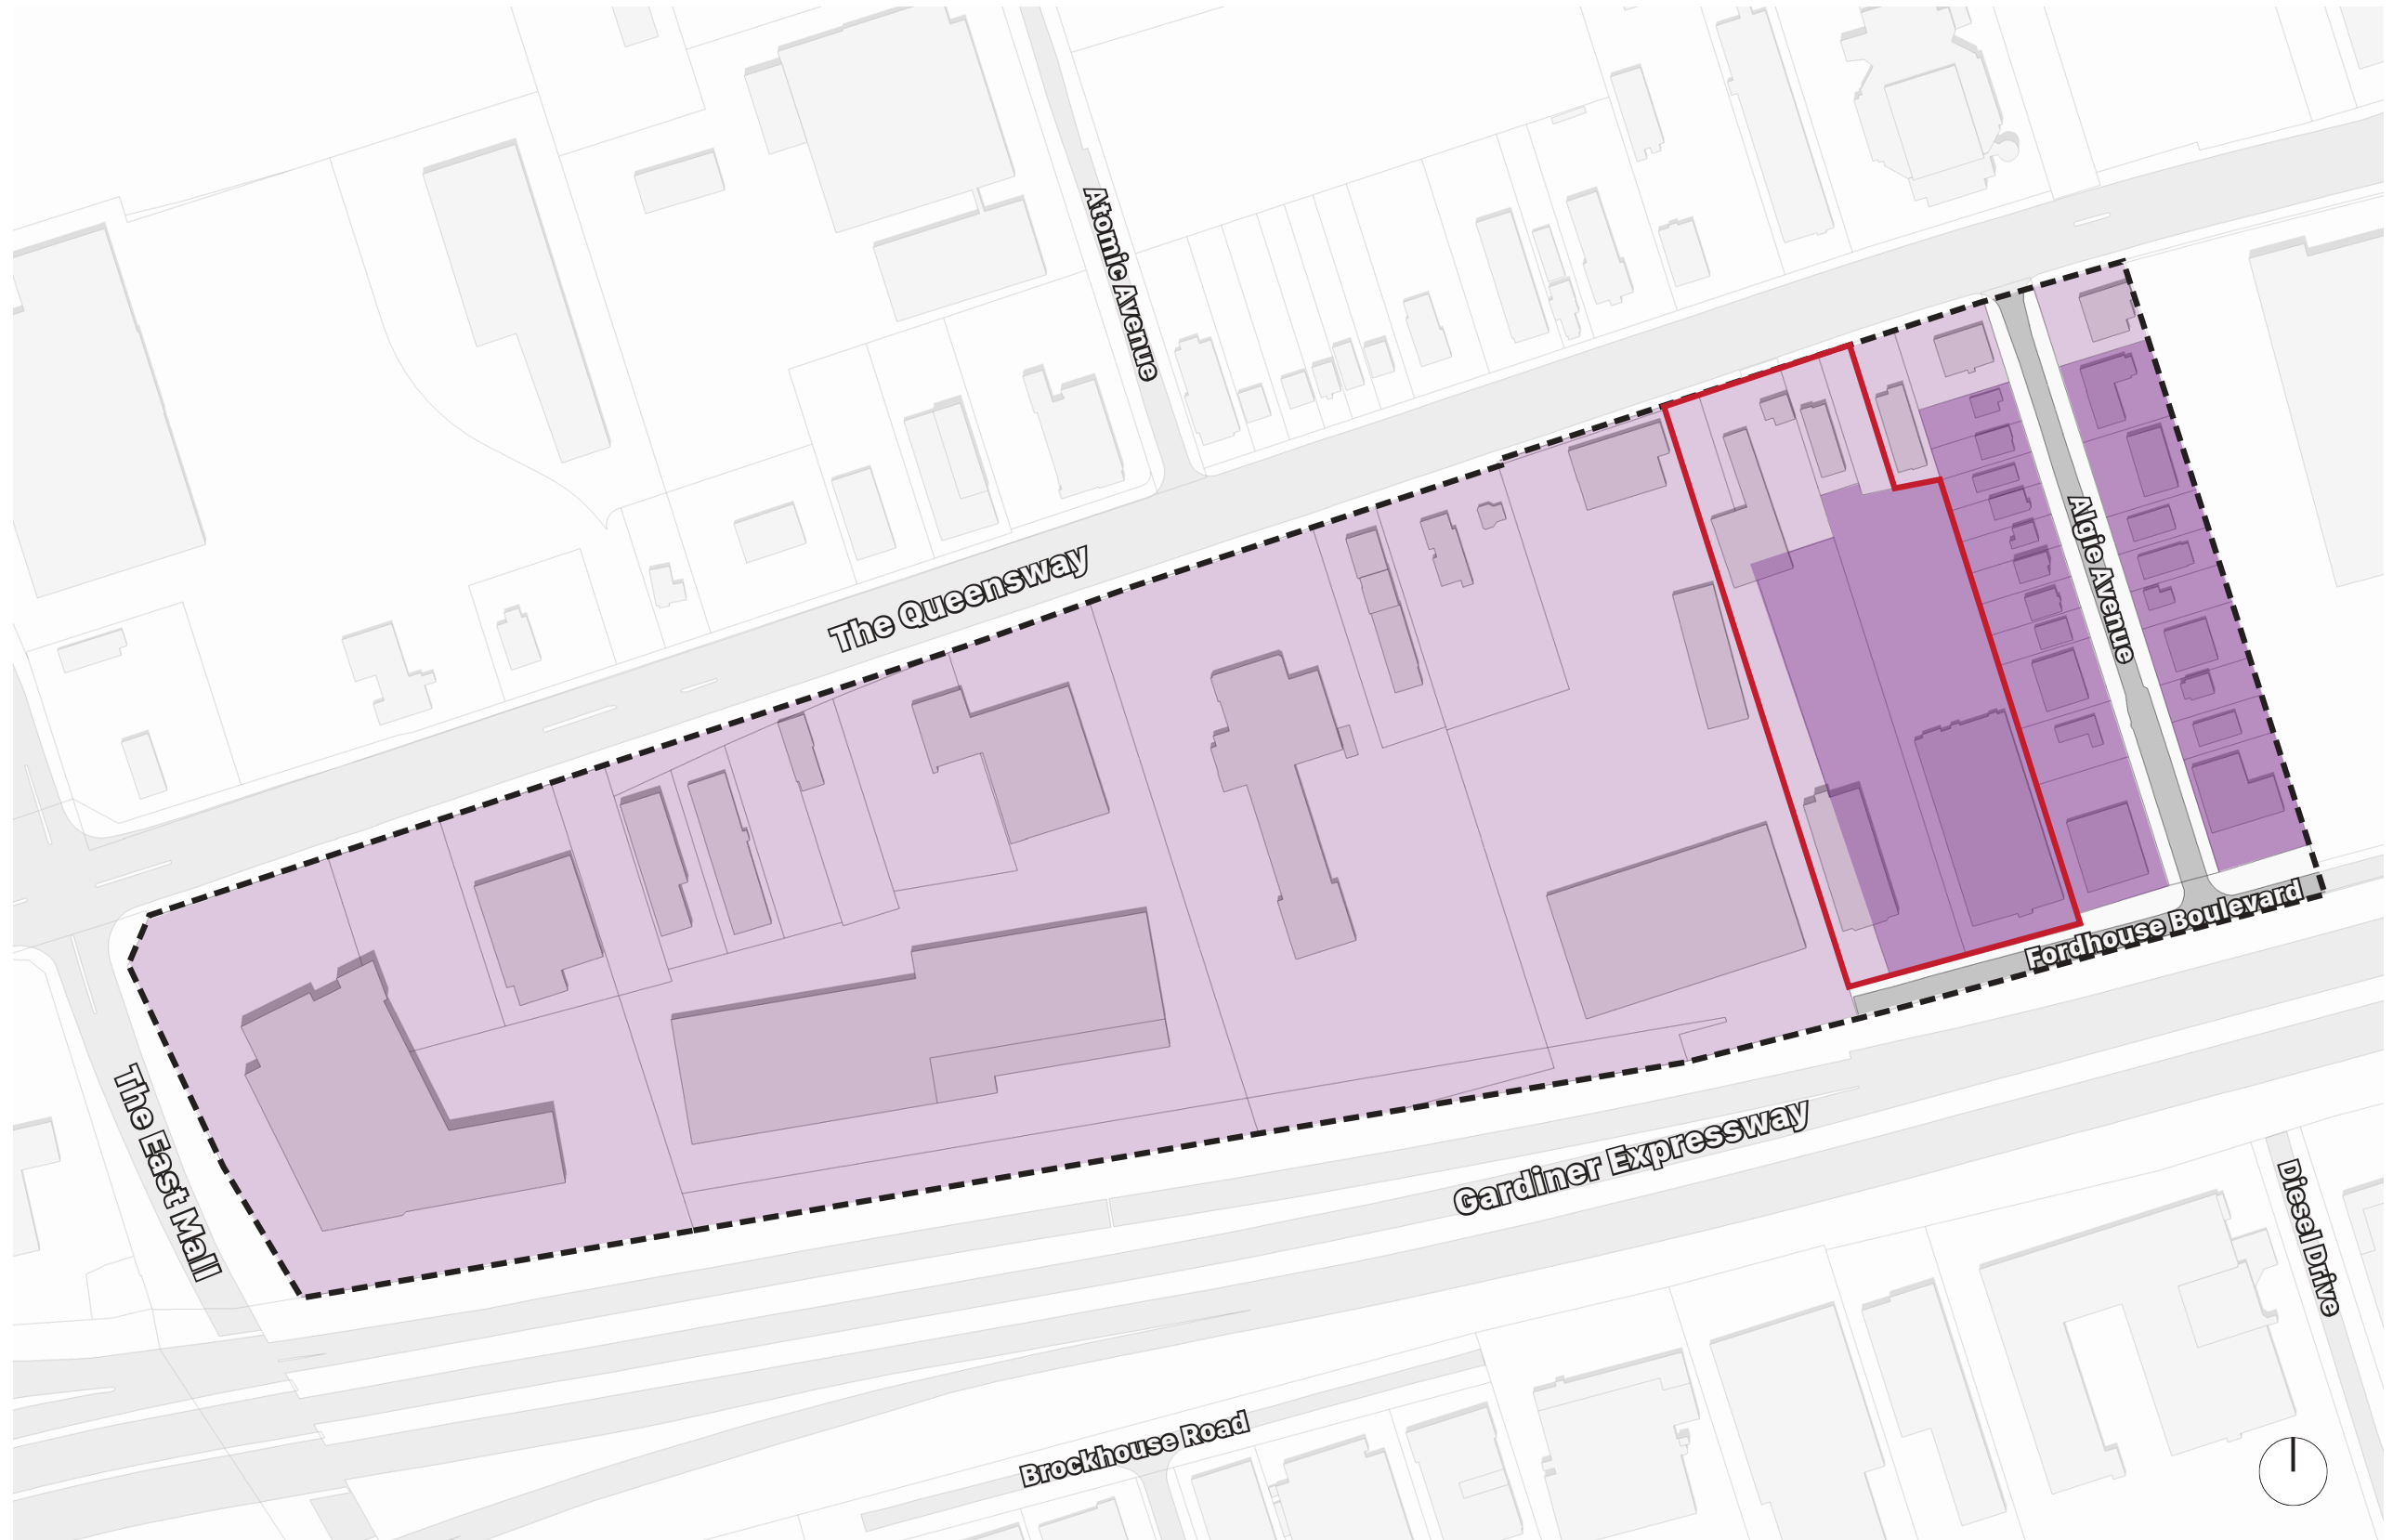 Atomic Avenue
The Queensway
Algie Avenue
Fordhouse Boulevard
The East Mall
Gardiner Expressway
Diesel Drive
Brockhouse Road